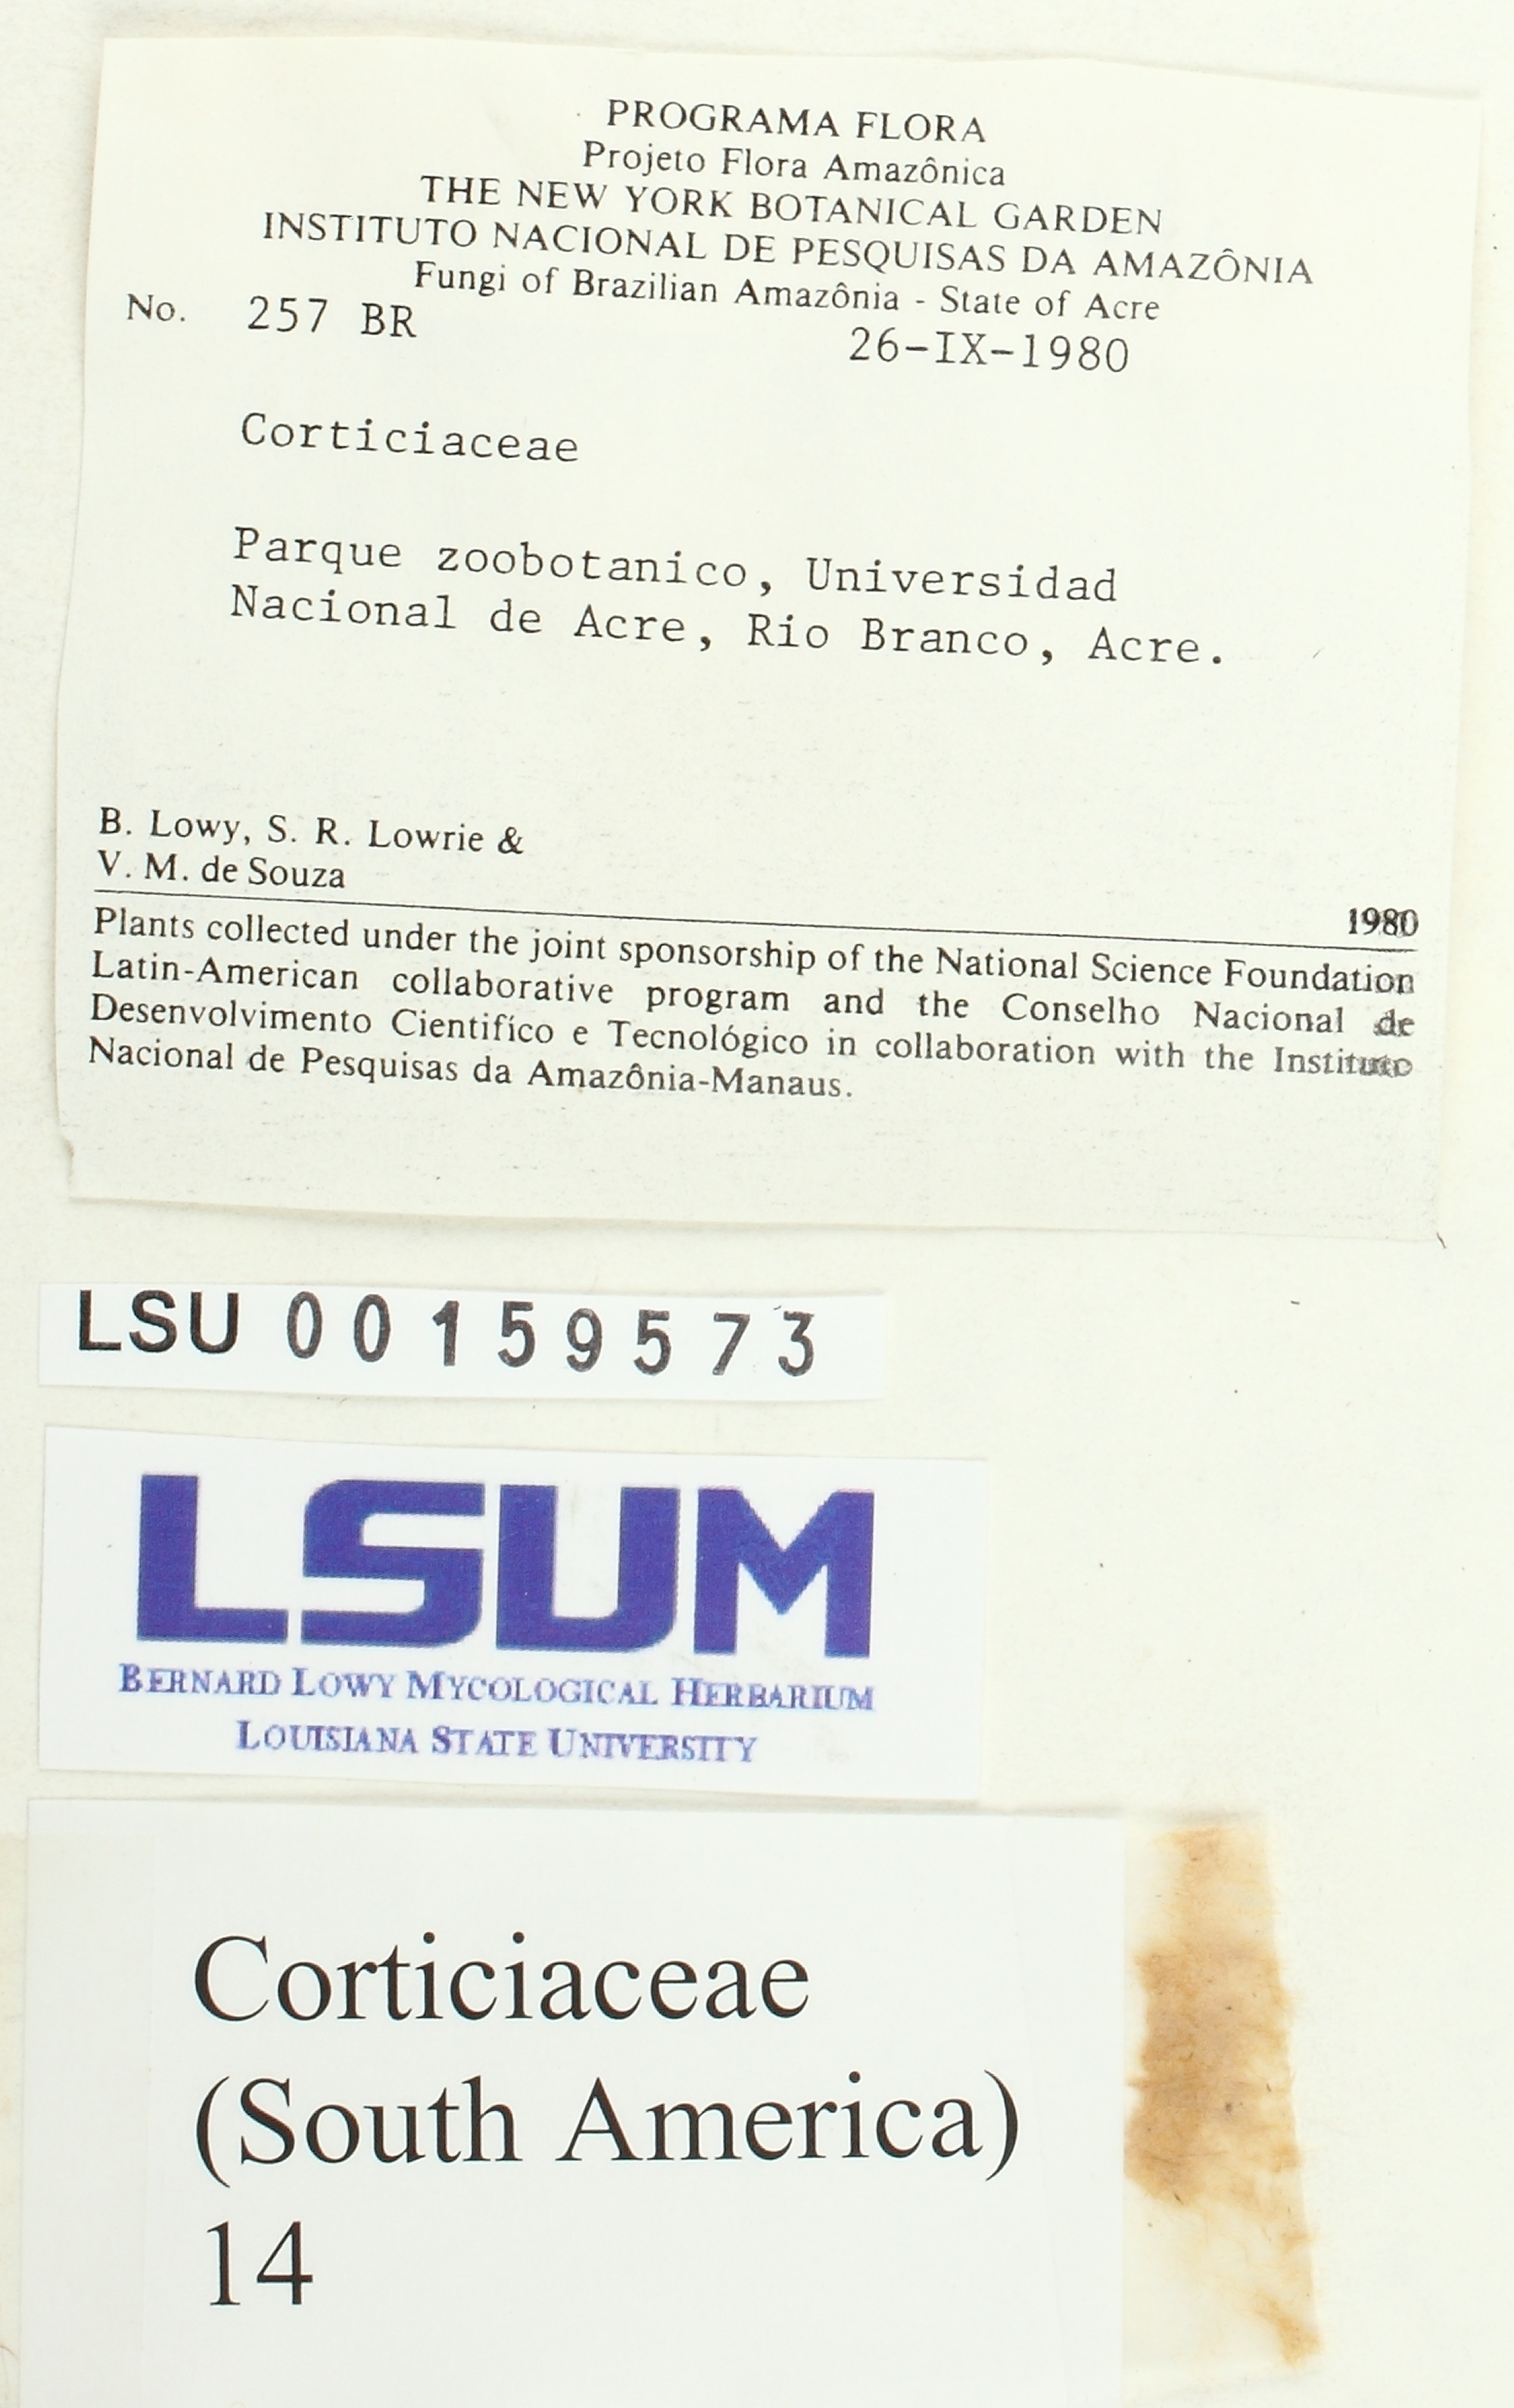 PROGRAMA FLORA
Projeto Flora Amazônica
THE NEW YORK BOTANICAL GARDEN
INSTITUTO NACIONAL DE PESQUISAS DA AMAZÔNIA
Fungi of Brazilian Amazônia - State of Acre
No. 257 BR
26-IX-1980
Corticiaceae
Parque zoobotanico, Universidad
Nacional de Acre, Rio Branco, Acre.
B. Lowy, S. R. Lowrie &
V. M. de Souza
1980
Plants collected under the joint sponsorship of the National Science Foundation
Latin-American collaborative program and the Conselho Nacional de
Desenvolvimento Cientifíco e Tecnológico in collaboration with the Instituto
Nacional de Pesquisas da Amazônia-Manaus.
LSU 00159573
LSUM
BERNARD LOWY MYCOLOGICAL HERBARIUM
LOUISIANA STATE UNIVERSITY
Corticiaceae
(South America)
14